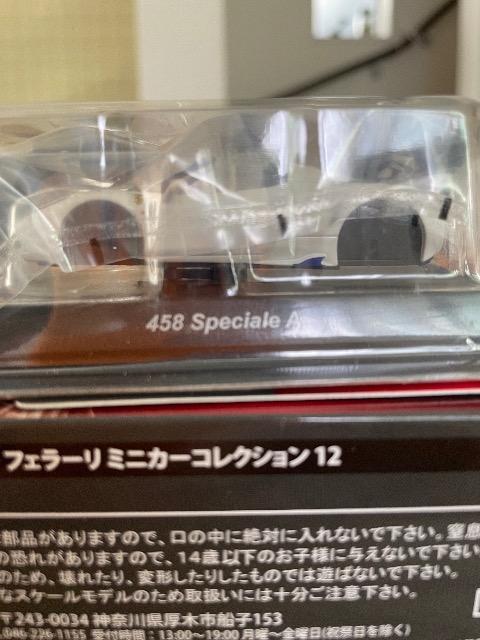 458 Speciale A
フェラーリ ミニカーコレクション 12
部品がありますので、口の中に絶対に入れないで下さい。窒息
の恐れがありますので、14歳以下のお子様に与えないで下さい
のため、壊れたり、変形したりしたものでは遊ばないで下さい。
なスケールモデルのため取扱いには十分ご注意下さい。
〒243-0034 神奈川県厚木市船子153
086-226-1155 受付時間：13:00〜19:00 月曜〜金曜日(祝祭日を除く)